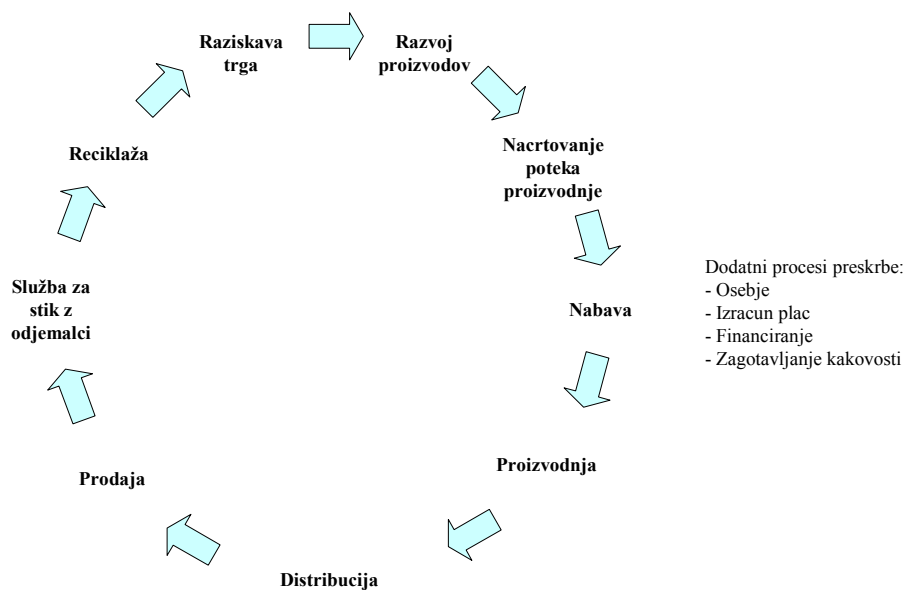 Raziskava
trga
Razvoj
proizvodov
Nacrtovanje
poteka
proizvodnje
Nabava
Proizvodnja
Distribucija
Prodaja
Služba za
stik z
odjemalci
Reciklaža
Dodatni procesi preskrbe:
- Osebje
- Izracun plac
- Financiranje
- Zagotavljanje kakovosti